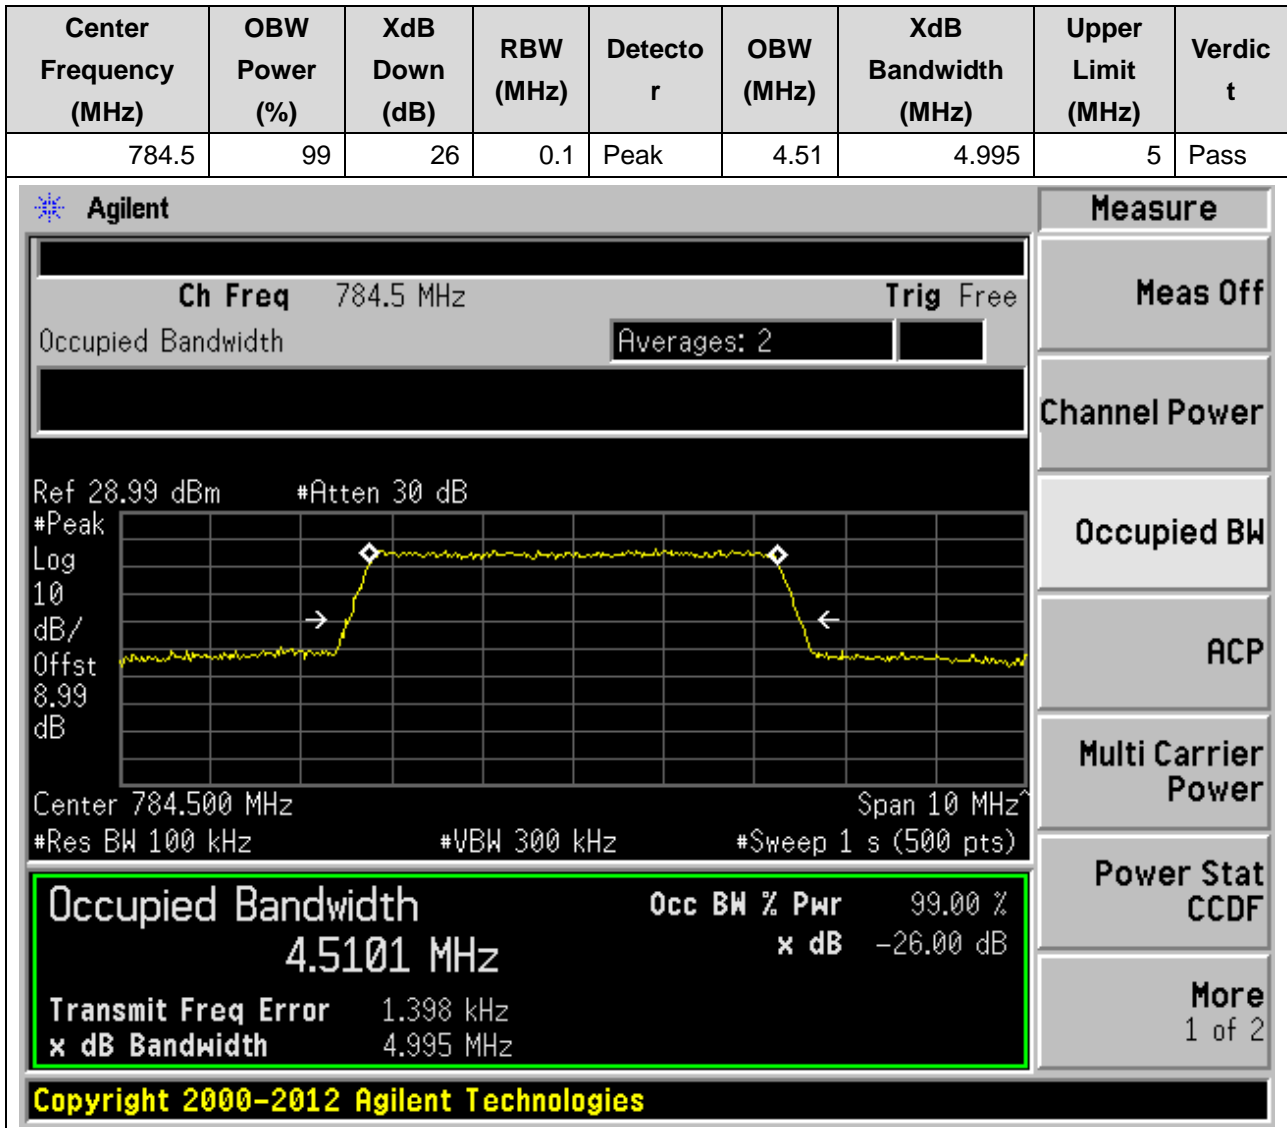 Center Frequency (MHz) OBW Power (%) XdB Down (dB) RBW (MHz) Detecto r OBW (MHz) XdB Bandwidth (MHz) Upper Limit (MHz) Verdic t
784.5 99 26 0.1 Peak 4.51 4.995 5 Pass
Agilent
Measure
Ch Freq 784.5 MHz Trig Free
Meas Off
Occupied Bandwidth Averages: 2
Channel Power
Ref 28.99 dBm #Atten 30 dB
#Peak
Log
10
dB/
Offst
8.99
dB
Occupied BW
ACP
Multi Carrier
Power
Center 784.500 MHz Span 10 MHz^
#Res BW 100 kHz #VBW 300 kHz #Sweep 1 s (500 pts)
Power Stat
CCDF
Occupied Bandwidth Occ BW % Pwr 99.00 %
4.5101 MHz x dB -26.00 dB
Transmit Freq Error 1.398 kHz
x dB Bandwidth 4.995 MHz
More
1 of 2
Copyright 2000-2012 Agilent Technologies